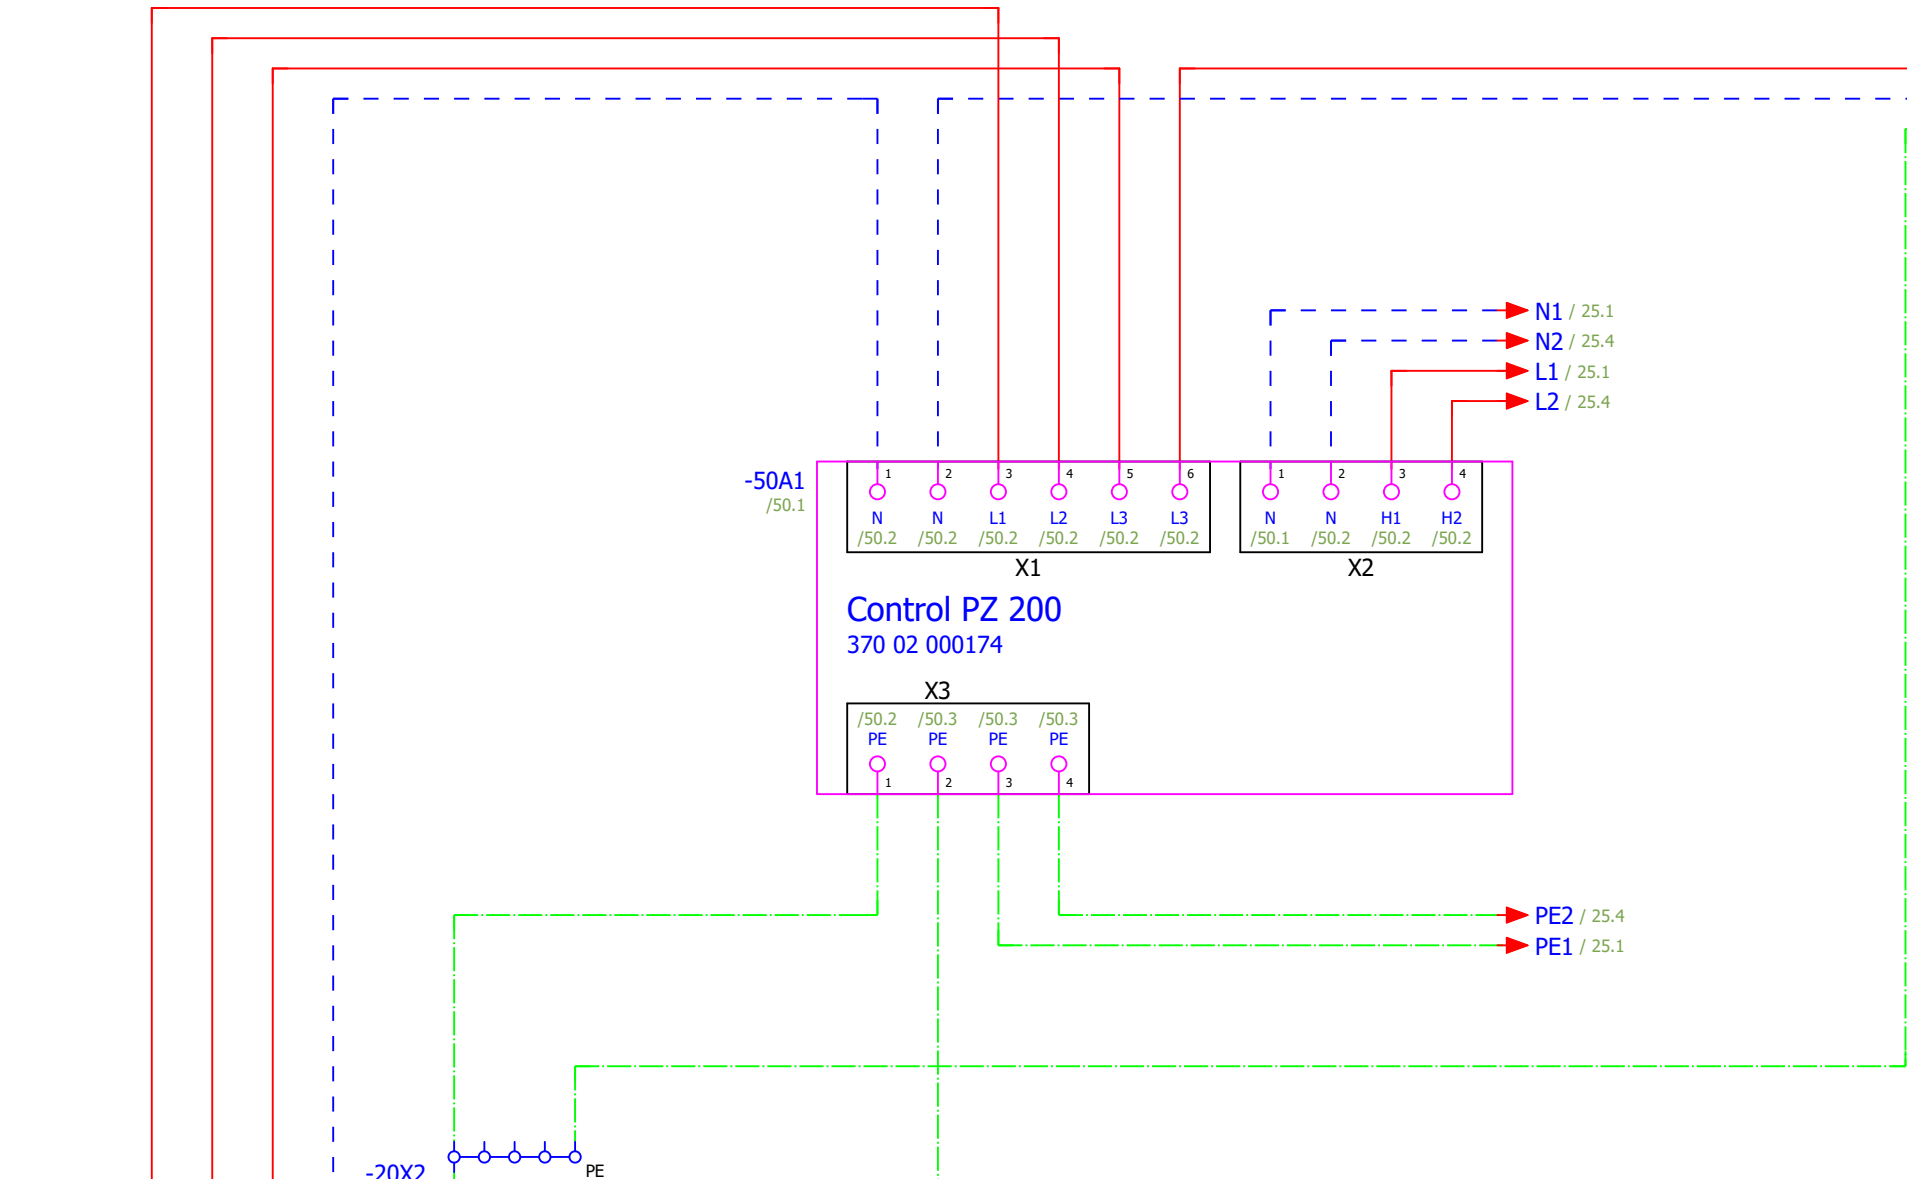 N1 / 25.1
N2 / 25.4
L1 / 25.1
L2 / 25.4
-50A1
/50.1
1 2 3 4 5 6
N N L1 L2 L3 L3
/50.2 /50.2 /50.2 /50.2 /50.2 /50.2
X1
1 2 3 4
N N H1 H2
/50.1 /50.2 /50.2 /50.2
X2
Control PZ 200
370 02 000174
X3
/50.2 /50.3 /50.3 /50.3
PE PE PE PE
1 2 3 4
PE2 / 25.4
PE1 / 25.1
-20X2
PE